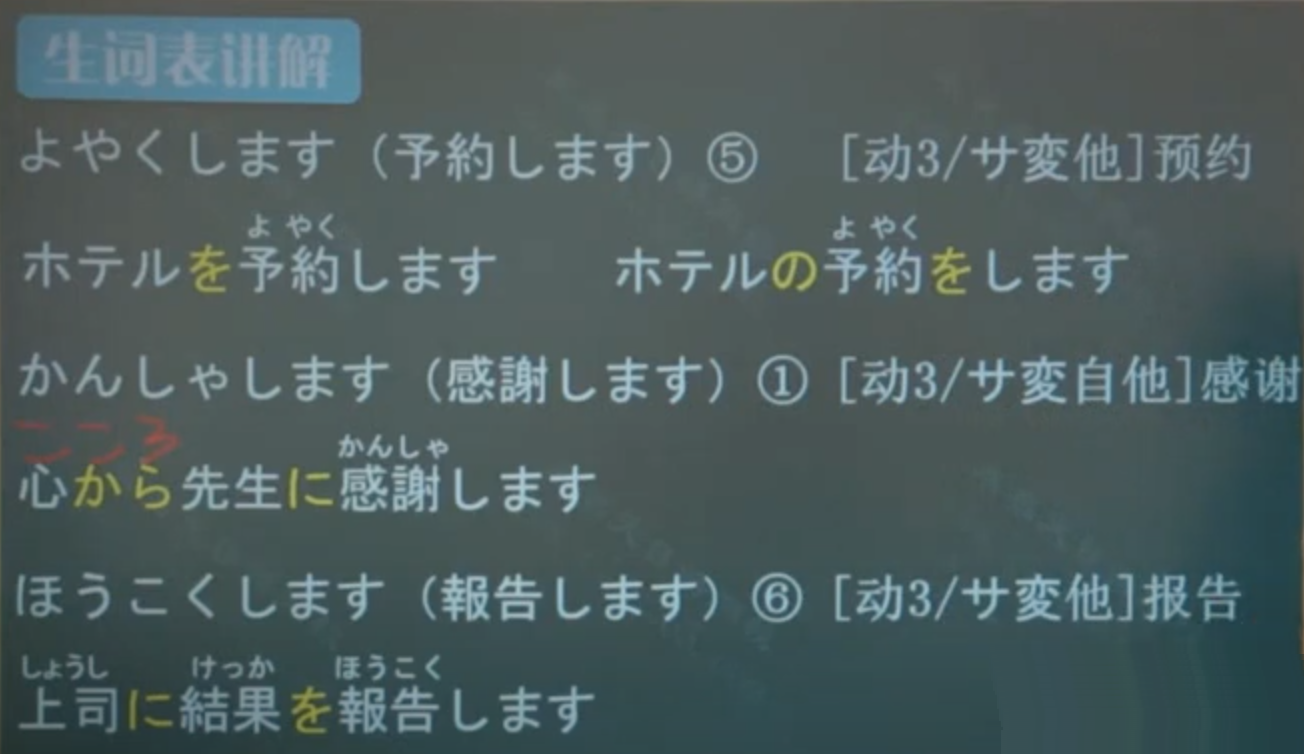 生词表讲解
よやくします（予約します）⑤ [动3/サ変他]预约
よ やく よ やく
ホテルを予約します ホテルの予約をします
かんしゃします（感謝します）① [动3/サ変自他]感谢
こころ かんしゃ
心から先生に感謝します
ほうこくします（報告します）⑥ [动3/サ変他]报告
しょうし けっか ほうこく
上司に結果を報告します